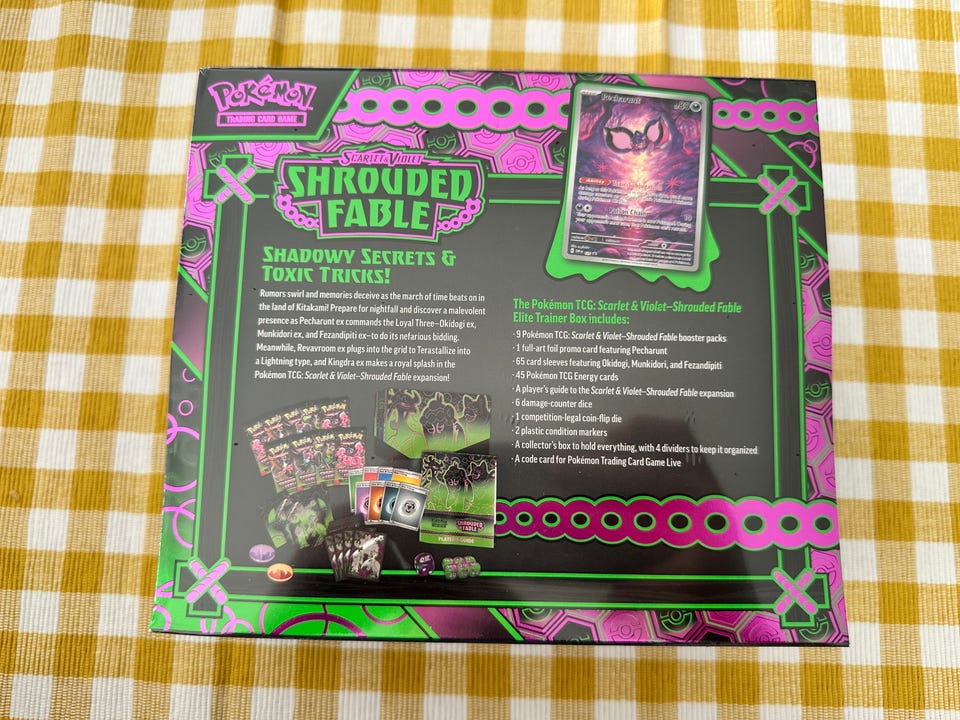 POKÉMON
TRADING CARD GAME
SCARLET & VIOLET
SHROUDED
FABLE
SHADOWY SECRETS &
TOXIC TRICKS!
Rumors swirl and memories deceive as the march of time beats on in
the land of Kitakami! Prepare for nightfall and discover a malevolent
presence as Pecharunt ex commands the Loyal Three–Okidogi ex,
Munkidori ex, and Fezandipiti ex–to do its nefarious bidding.
Meanwhile, Revavroom ex plugs into the grid to Terastallize into
a Lightning type, and Kingdra ex makes a royal splash in the
Pokémon TCG: Scarlet & Violet–Shrouded Fable expansion!
Pecharunt
80
Poison Chain
The Pokémon TCG: Scarlet & Violet–Shrouded Fable
Elite Trainer Box includes:
· 9 Pokémon TCG: Scarlet & Violet–Shrouded Fable booster packs
· 1 full-art foil promo card featuring Pecharunt
· 65 card sleeves featuring Okidogi, Munkidori, and Fezandipiti
· 45 Pokémon TCG Energy cards
· A player's guide to the Scarlet & Violet–Shrouded Fable expansion
· 6 damage-counter dice
· 1 competition-legal coin-flip die
· 2 plastic condition markers
· A collector's box to hold everything, with 4 dividers to keep it organized
· A code card for Pokémon Trading Card Game Live
SHROUDED
FABLE
PLAYER'S GUIDE